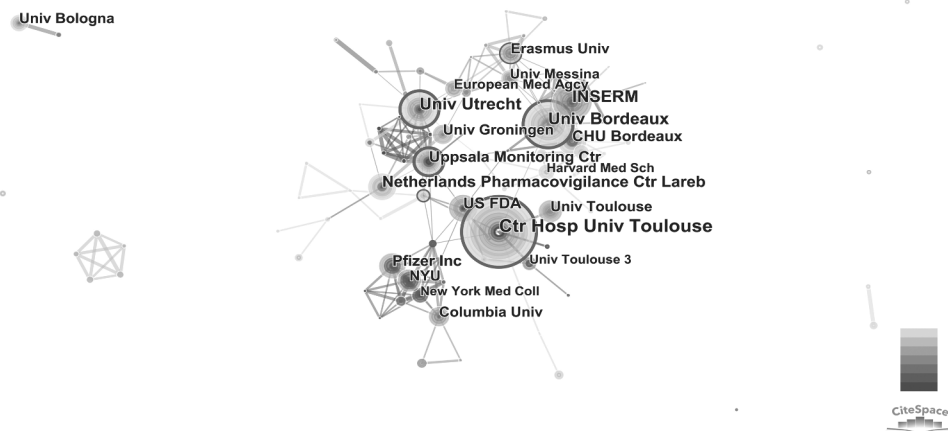 Univ Bologna
Erasmus Univ
Univ Messina
European Med Agcy
INSERM
Univ Utrecht
Univ Bordeaux
Univ Groningen
CHU Bordeaux
Uppsala Monitoring Ctr
Harvard Med Sch
Netherlands Pharmacovigilance Ctr Lareb
US FDA
Univ Toulouse
Ctr Hosp Univ Toulouse
Pfizer Inc
Univ Toulouse 3
NYU
New York Med Coll
Columbia Univ
CiteSpace